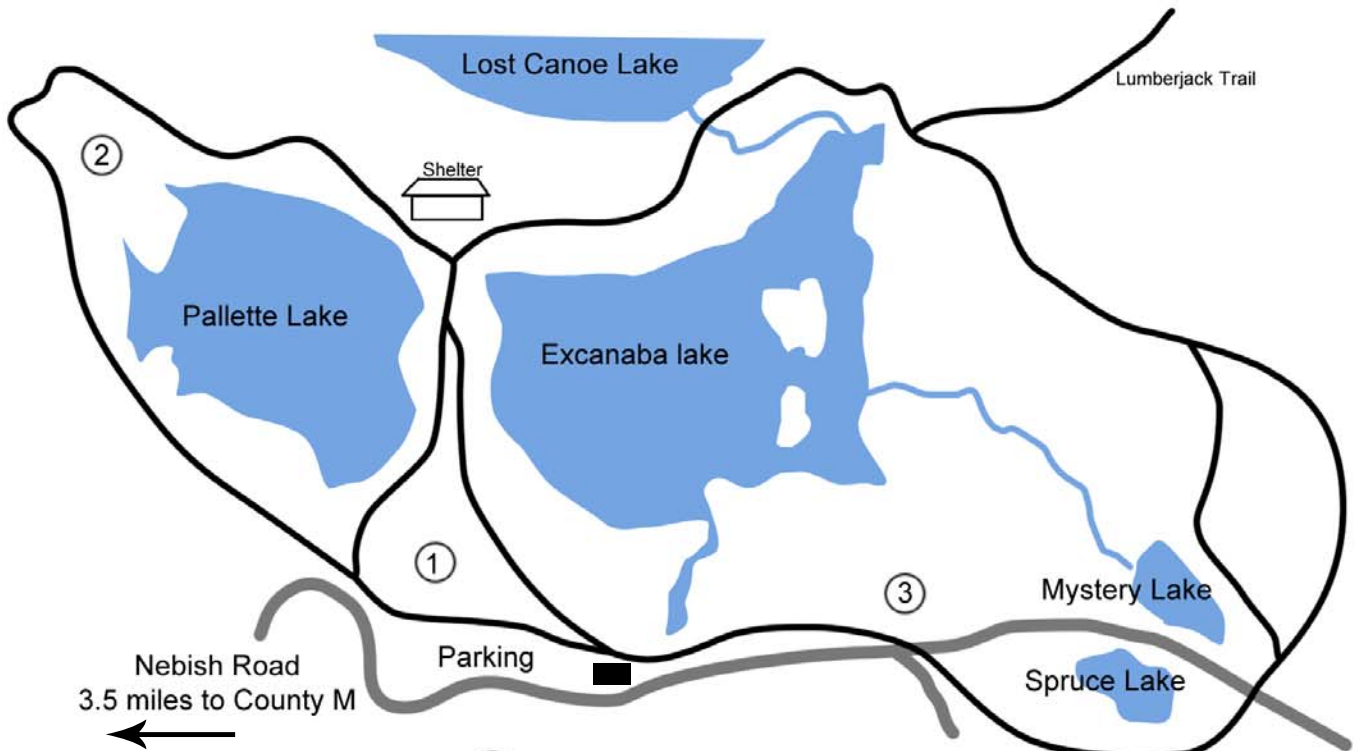 Lost Canoe Lake
Lumberjack Trail
2
Shelter
Pallette Lake
Excanaba lake
1
3
Mystery Lake
Parking
Nebish Road
3.5 miles to County M
Spruce Lake